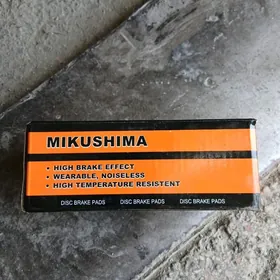 MIKUSHIMA
• HIGH BRAKE EFFECT
• WEARABLE, NOISELESS
• HIGH TEMPERATURE RESISTENT
DISC BRAKE PADS DISC BRAKE PADS DISC BRAKE PADS